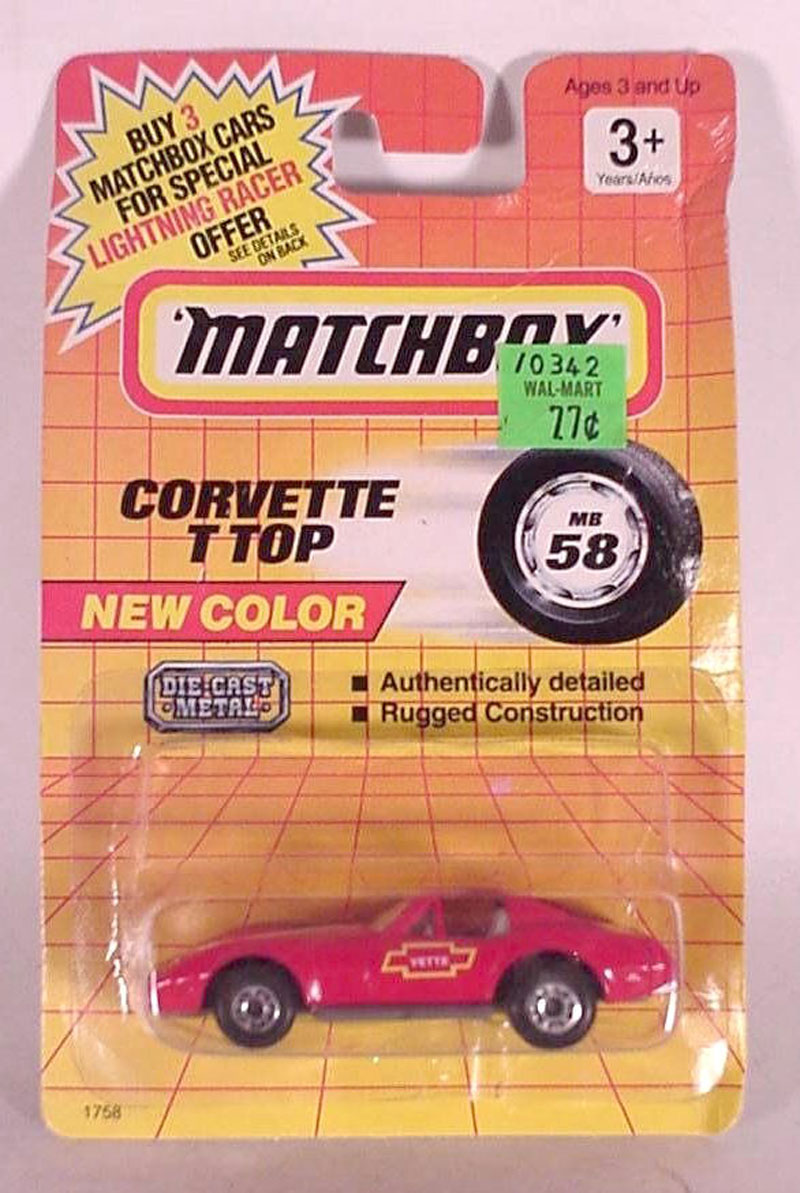 BUY 3
MATCHBOX CARS
FOR SPECIAL
LIGHTNING RACER
OFFER
SEE DETAILS
ON BACK
Ages 3 and Up
3+
Years/Años
'MATCHBOX'
10342
WAL-MART
77¢
CORVETTE
T TOP
MB
58
NEW COLOR
DIE-CAST
METAL
■ Authentically detailed
■ Rugged Construction
VETTE
1758